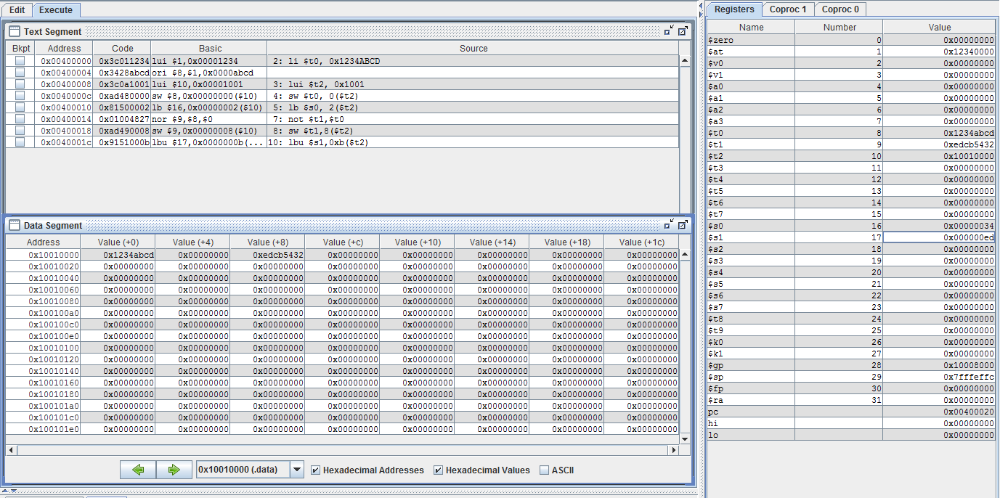 Edit Execute
Text Segment
Bkpt Address Code Basic Source
0x00400000 0x3c011234 lui $1,0x00001234 2: li $t0, 0x1234ABCD
0x00400004 0x3428abcd ori $8,$1,0x0000abcd
0x00400008 0x3c0a1001 lui $10,0x00001001 3: lui $t2, 0x1001
0x0040000c 0xad480000 sw $8,0x00000000($10) 4: sw $t0, 0($t2)
0x00400010 0x81500002 lb $16,0x00000002($10) 5: lb $s0, 2($t2)
0x00400014 0x01004827 nor $9,$8,$0 7: not $t1,$t0
0x00400018 0xad490008 sw $9,0x00000008($10) 8: sw $t1,8($t2)
0x0040001c 0x9151000b lbu $17,0x0000000b(... 10: lbu $s1,0xb($t2)
Data Segment
Address Value (+0) Value (+4) Value (+8) Value (+c) Value (+10) Value (+14) Value (+18) Value (+1c)
0x10010000 0x1234abcd 0x00000000 0xedcb5432 0x00000000 0x00000000 0x00000000 0x00000000 0x00000000
0x10010020 0x00000000 0x00000000 0x00000000 0x00000000 0x00000000 0x00000000 0x00000000 0x00000000
0x10010040 0x00000000 0x00000000 0x00000000 0x00000000 0x00000000 0x00000000 0x00000000 0x00000000
0x10010060 0x00000000 0x00000000 0x00000000 0x00000000 0x00000000 0x00000000 0x00000000 0x00000000
0x10010080 0x00000000 0x00000000 0x00000000 0x00000000 0x00000000 0x00000000 0x00000000 0x00000000
0x100100a0 0x00000000 0x00000000 0x00000000 0x00000000 0x00000000 0x00000000 0x00000000 0x00000000
0x100100c0 0x00000000 0x00000000 0x00000000 0x00000000 0x00000000 0x00000000 0x00000000 0x00000000
0x100100e0 0x00000000 0x00000000 0x00000000 0x00000000 0x00000000 0x00000000 0x00000000 0x00000000
0x10010100 0x00000000 0x00000000 0x00000000 0x00000000 0x00000000 0x00000000 0x00000000 0x00000000
0x10010120 0x00000000 0x00000000 0x00000000 0x00000000 0x00000000 0x00000000 0x00000000 0x00000000
0x10010140 0x00000000 0x00000000 0x00000000 0x00000000 0x00000000 0x00000000 0x00000000 0x00000000
0x10010160 0x00000000 0x00000000 0x00000000 0x00000000 0x00000000 0x00000000 0x00000000 0x00000000
0x10010180 0x00000000 0x00000000 0x00000000 0x00000000 0x00000000 0x00000000 0x00000000 0x00000000
0x100101a0 0x00000000 0x00000000 0x00000000 0x00000000 0x00000000 0x00000000 0x00000000 0x00000000
0x100101c0 0x00000000 0x00000000 0x00000000 0x00000000 0x00000000 0x00000000 0x00000000 0x00000000
0x100101e0 0x00000000 0x00000000 0x00000000 0x00000000 0x00000000 0x00000000 0x00000000 0x00000000
0x10010000 (.data) Hexadecimal Addresses Hexadecimal Values ASCII
Registers Coproc 1 Coproc 0
Name Number Value
$zero 0 0x00000000
$at 1 0x12340000
$v0 2 0x00000000
$v1 3 0x00000000
$a0 4 0x00000000
$a1 5 0x00000000
$a2 6 0x00000000
$a3 7 0x00000000
$t0 8 0x1234abcd
$t1 9 0xedcb5432
$t2 10 0x10010000
$t3 11 0x00000000
$t4 12 0x00000000
$t5 13 0x00000000
$t6 14 0x00000000
$t7 15 0x00000000
$s0 16 0x00000034
$s1 17 0x000000ed
$s2 18 0x00000000
$s3 19 0x00000000
$s4 20 0x00000000
$s5 21 0x00000000
$s6 22 0x00000000
$s7 23 0x00000000
$t8 24 0x00000000
$t9 25 0x00000000
$k0 26 0x00000000
$k1 27 0x00000000
$gp 28 0x10008000
$sp 29 0x7fffeffc
$fp 30 0x00000000
$ra 31 0x00000000
pc 0x00400020
hi 0x00000000
lo 0x00000000